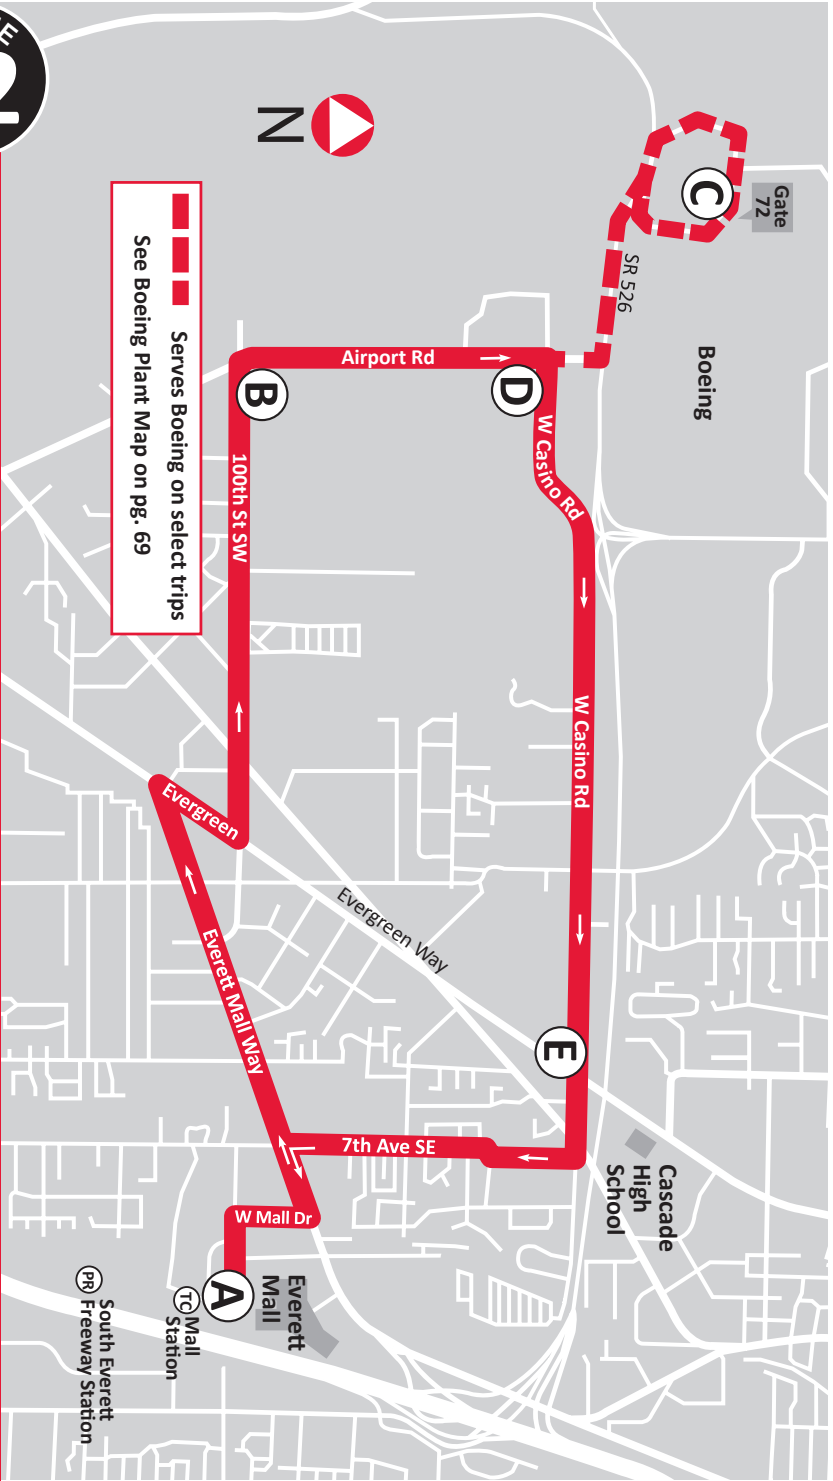 N
Serves Boeing on select trips
See Boeing Plant Map on pg. 69
C
Gate
72
SR 526
Boeing
Airport Rd
B
D
W Casino Rd
100th St SW
W Casino Rd
Evergreen
Evergreen Way
Everett Mall Way
E
7th Ave SE
Cascade
High
School
W Mall Dr
A
Everett
Mall
TC Mall
Station
PR South Everett
Freeway Station